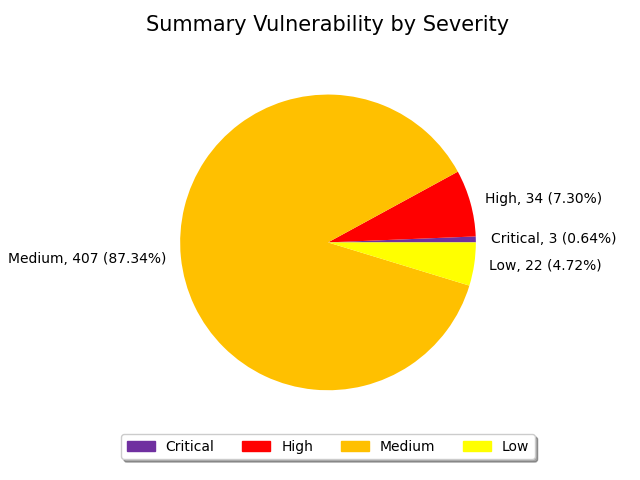 Summary Vulnerability by Severity
High, 34 (7.30%)
Critical, 3 (0.64%)
Medium, 407 (87.34%)
Low, 22 (4.72%)
Critical High Medium Low